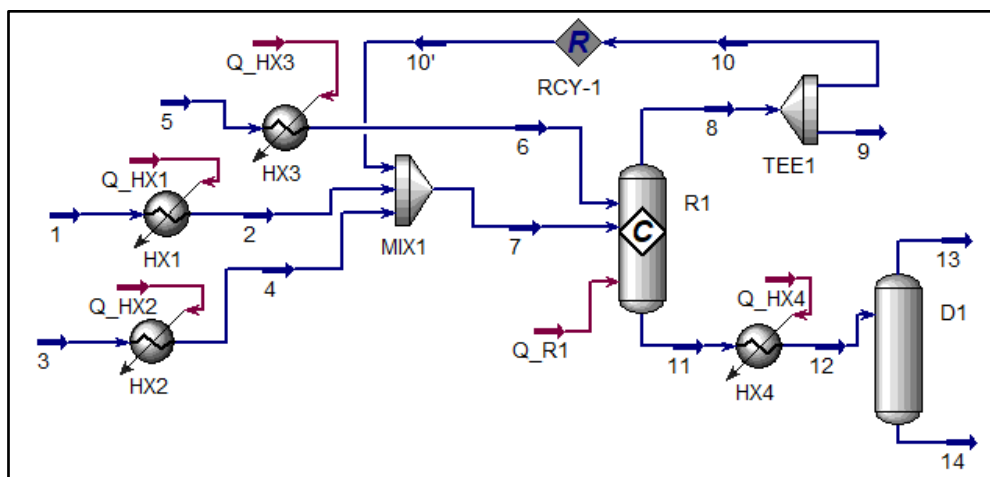 Q_HX3
10'
R
RCY-1
10
5
HX3
6
8
9
TEE1
Q_HX1
1
HX1
2
MIX1
7
R1
C
4
Q_HX2
3
HX2
Q_R1
11
Q_HX4
HX4
12
13
D1
14